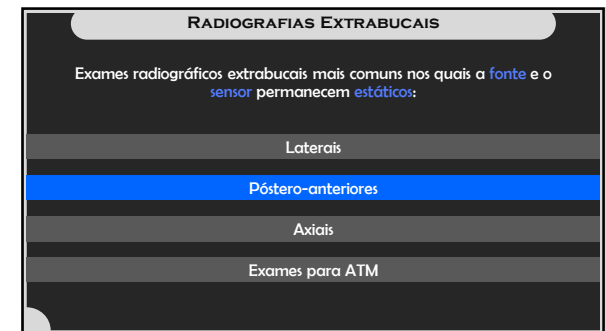 Radiografias Extrabucais
Exames radiográficos extrabucais mais comuns nos quais a fonte e o
sensor permanecem estáticos:
Laterais
Póstero-anteriores
Axiais
Exames para ATM